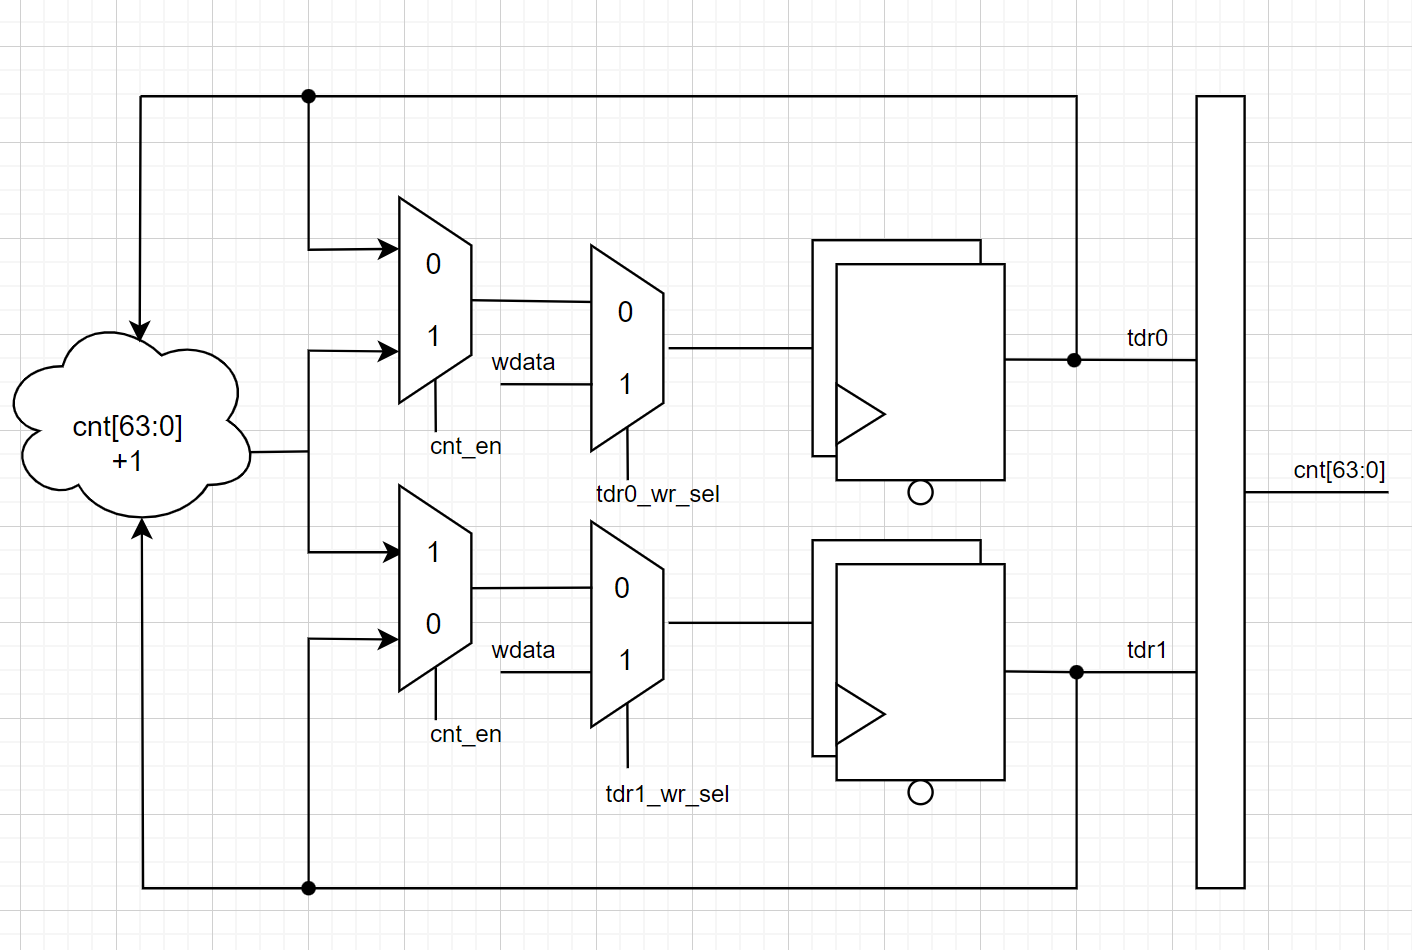 0
1
wdata
cnt_en
0
1
tdr0_wr_sel
tdr0
cnt[63:0]
+1
cnt[63:0]
1
0
wdata
cnt_en
0
1
tdr1_wr_sel
tdr1